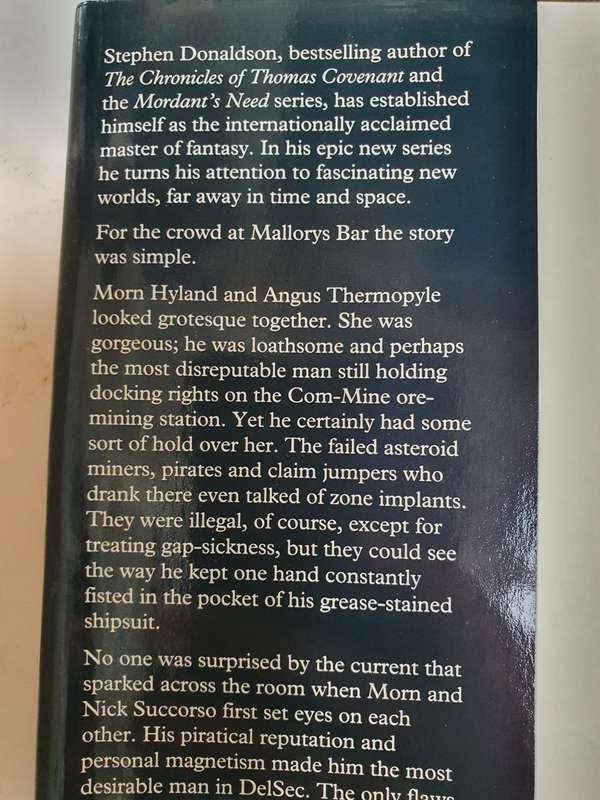 Stephen Donaldson, bestselling author of
The Chronicles of Thomas Covenant and
the Mordant's Need series, has established
himself as the internationally acclaimed
master of fantasy. In his epic new series
he turns his attention to fascinating new
worlds, far away in time and space.
For the crowd at Mallorys Bar the story
was simple.
Morn Hyland and Angus Thermopyle
looked grotesque together. She was
gorgeous; he was loathsome and perhaps
the most disreputable man still holding
docking rights on the Com-Mine ore-
mining station. Yet he certainly had some
sort of hold over her. The failed asteroid
miners, pirates and claim jumpers who
drank there even talked of zone implants.
They were illegal, of course, except for
treating gap-sickness, but they could see
the way he kept one hand constantly
fisted in the pocket of his grease-stained
shipsuit.
No one was surprised by the current that
sparked across the room when Morn and
Nick Succorso first set eyes on each
other. His piratical reputation and
personal magnetism made him the most
desirable man in DelSec. The only flaws